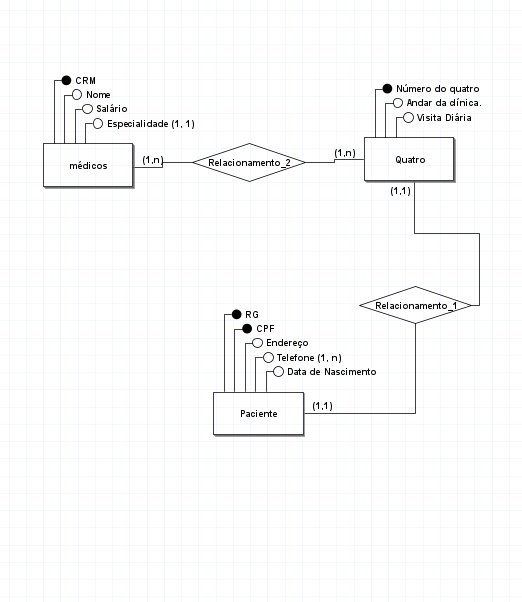 CRM
Nome
Salário
Especialidade (1, 1)
médicos
(1,n)
Relacionamento_2
(1,n)
Número do quatro
Andar da clínica.
Visita Diária
Quatro
(1,1)
Relacionamento_1
RG
CPF
Endereço
Telefone (1, n)
Data de Nascimento
Paciente
(1,1)